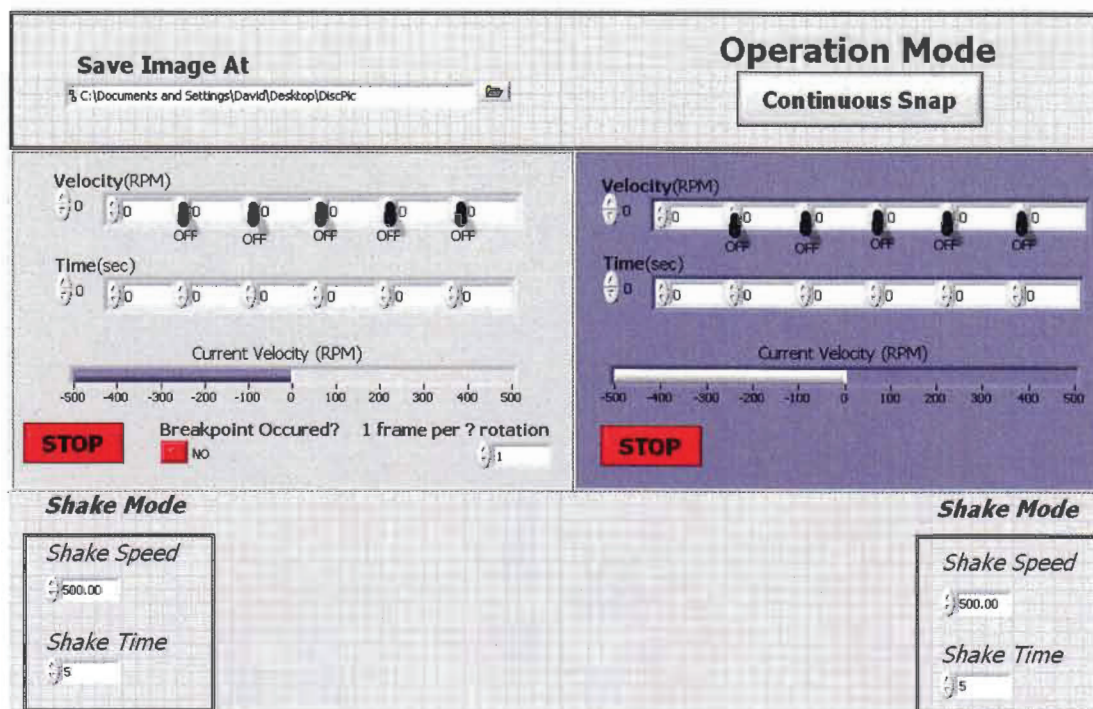 Save Image At
C:\Documents and Settings\David\Desktop\DiscPic
Operation Mode
Continuous Snap
Velocity(RPM)
0 0 0 0 0 0 0
OFF OFF OFF OFF OFF
Time(sec)
0 0 0 0 0 0 0
Current Velocity (RPM)
-500 -400 -300 -200 -100 0 100 200 300 400 500
STOP
Breakpoint Occured?
NO
1 frame per ? rotation
1
Velocity(RPM)
0 0 0 0 0 0 0
OFF OFF OFF OFF OFF
Time(sec)
0 0 0 0 0 0 0
Current Velocity (RPM)
-500 -400 -300 -200 -100 0 100 200 300 400 500
STOP
Shake Mode
Shake Speed
500.00
Shake Time
5
Shake Mode
Shake Speed
500.00
Shake Time
5